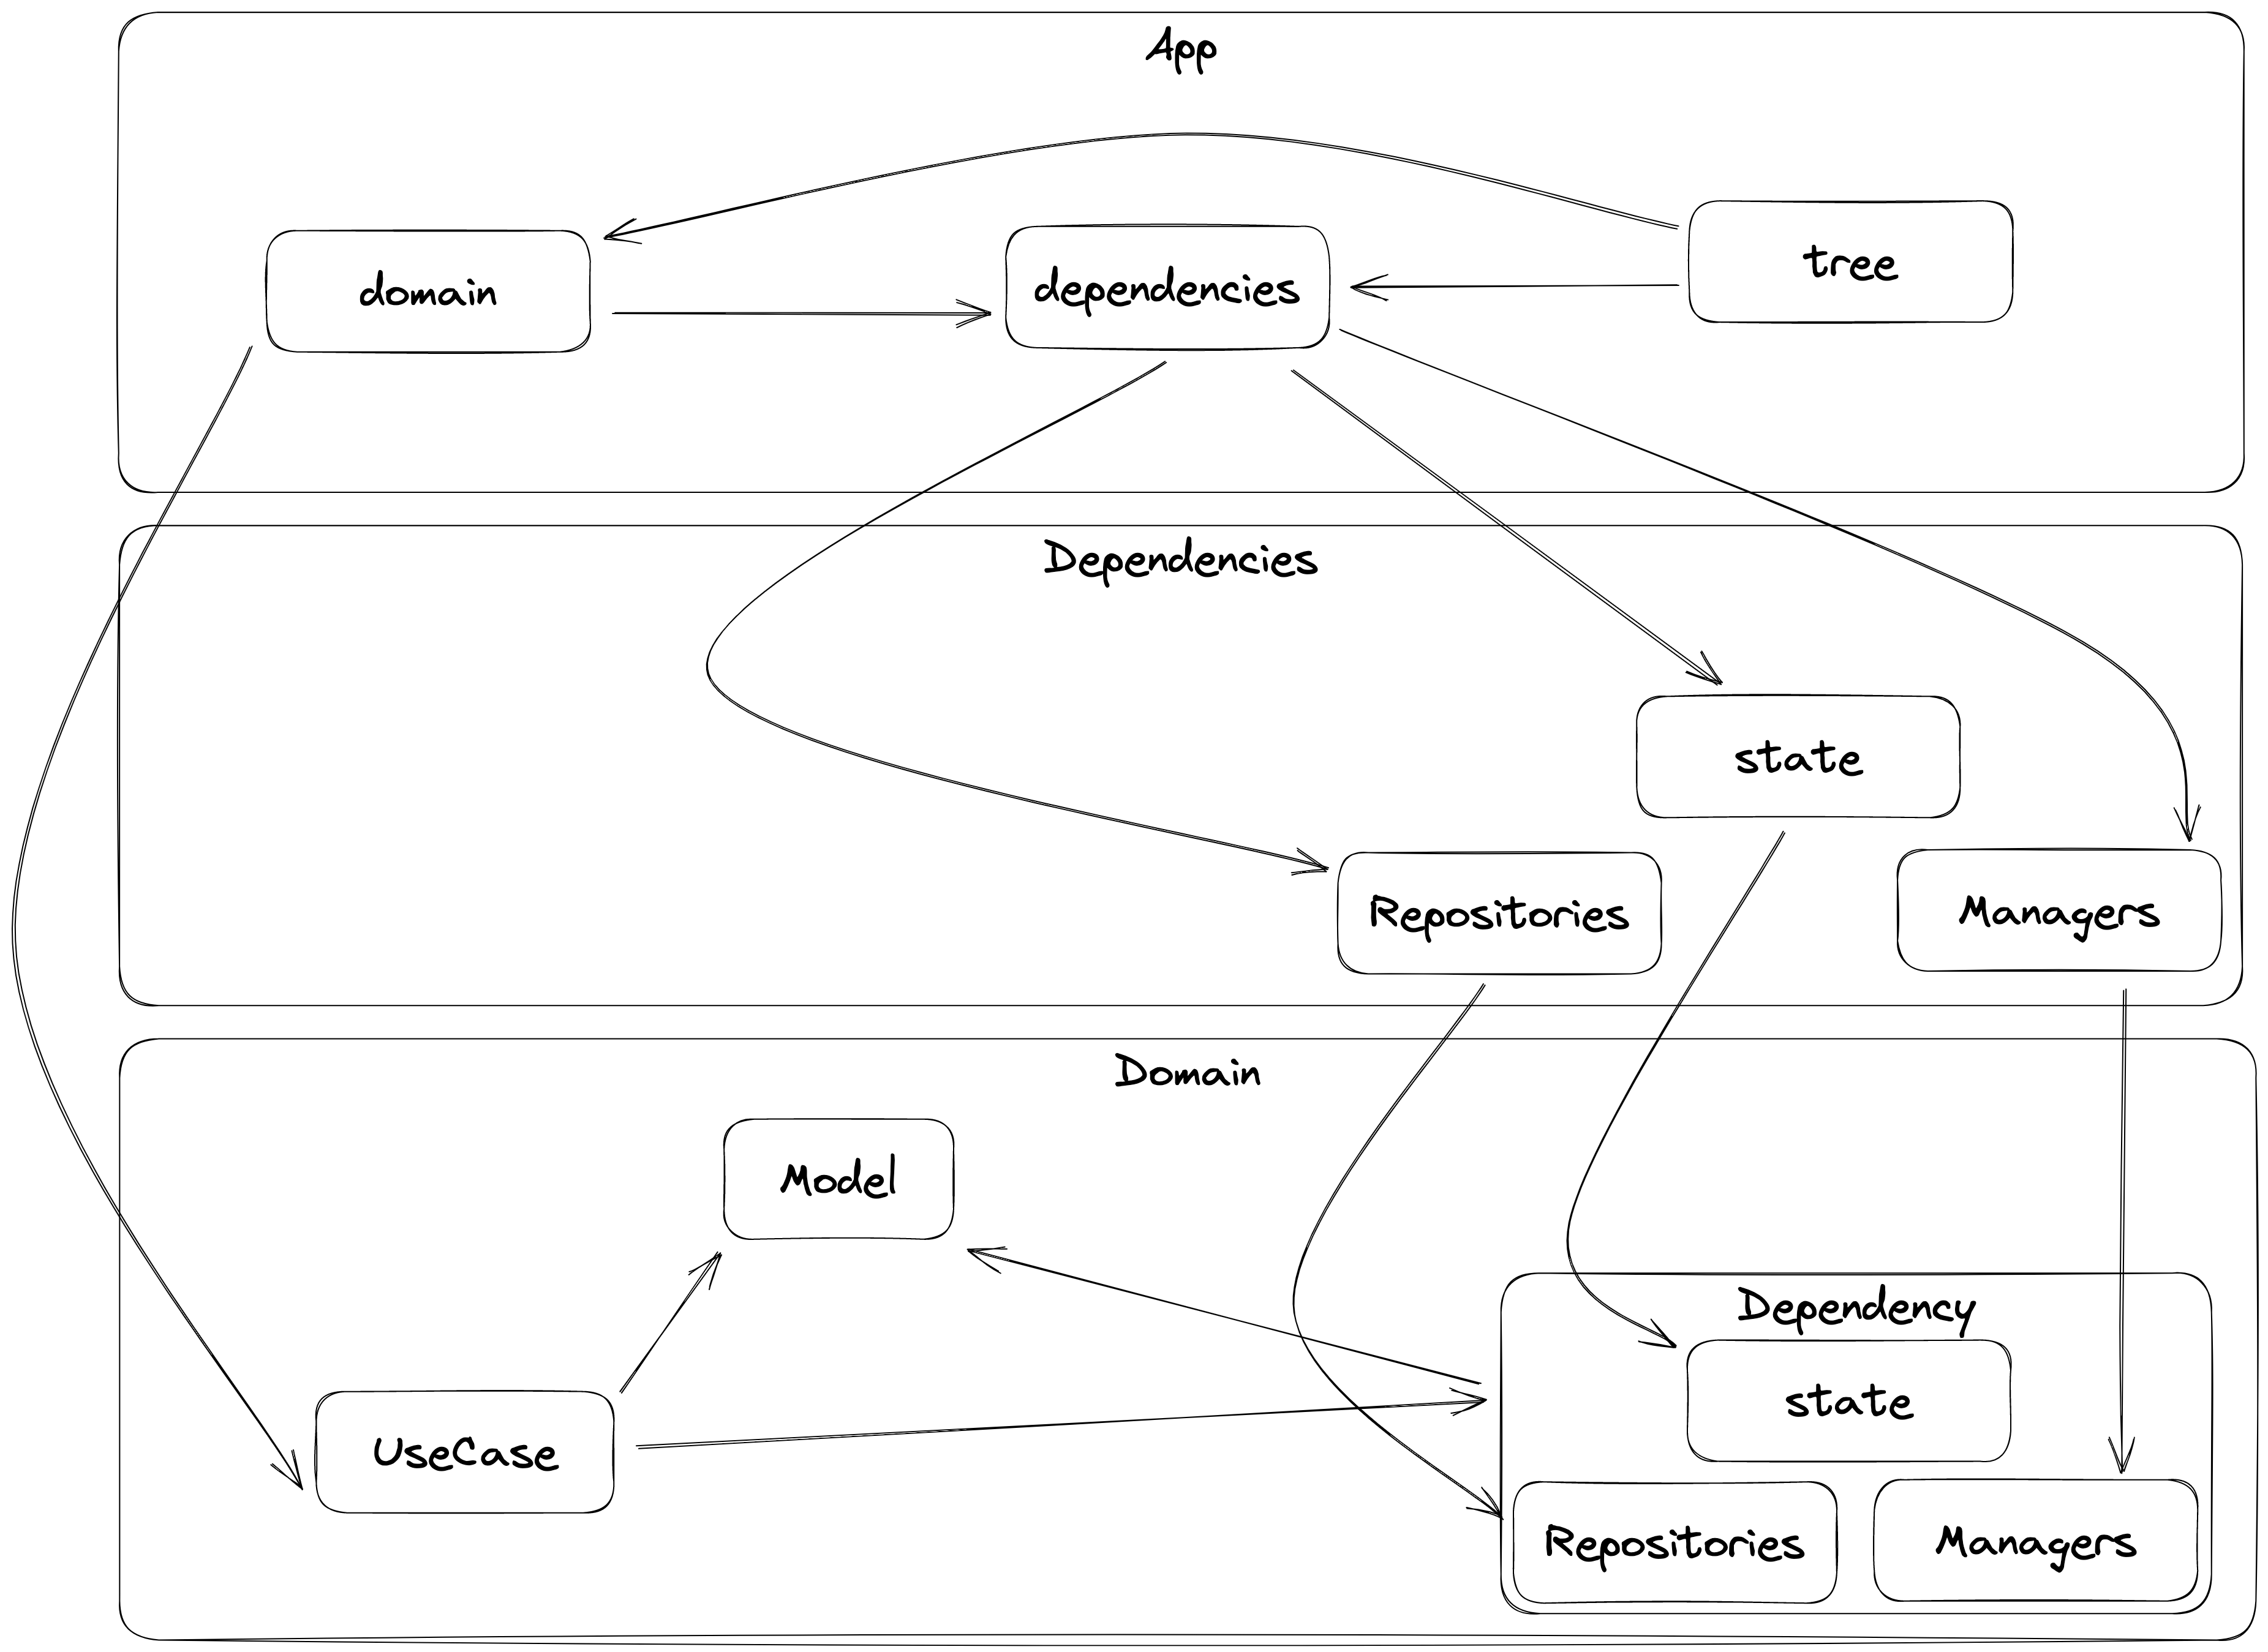 App
domain
dependencies
tree
Dependencies
state
Repositories
Managers
Domain
Model
Dependency
state
UseCase
Repositories
Managers